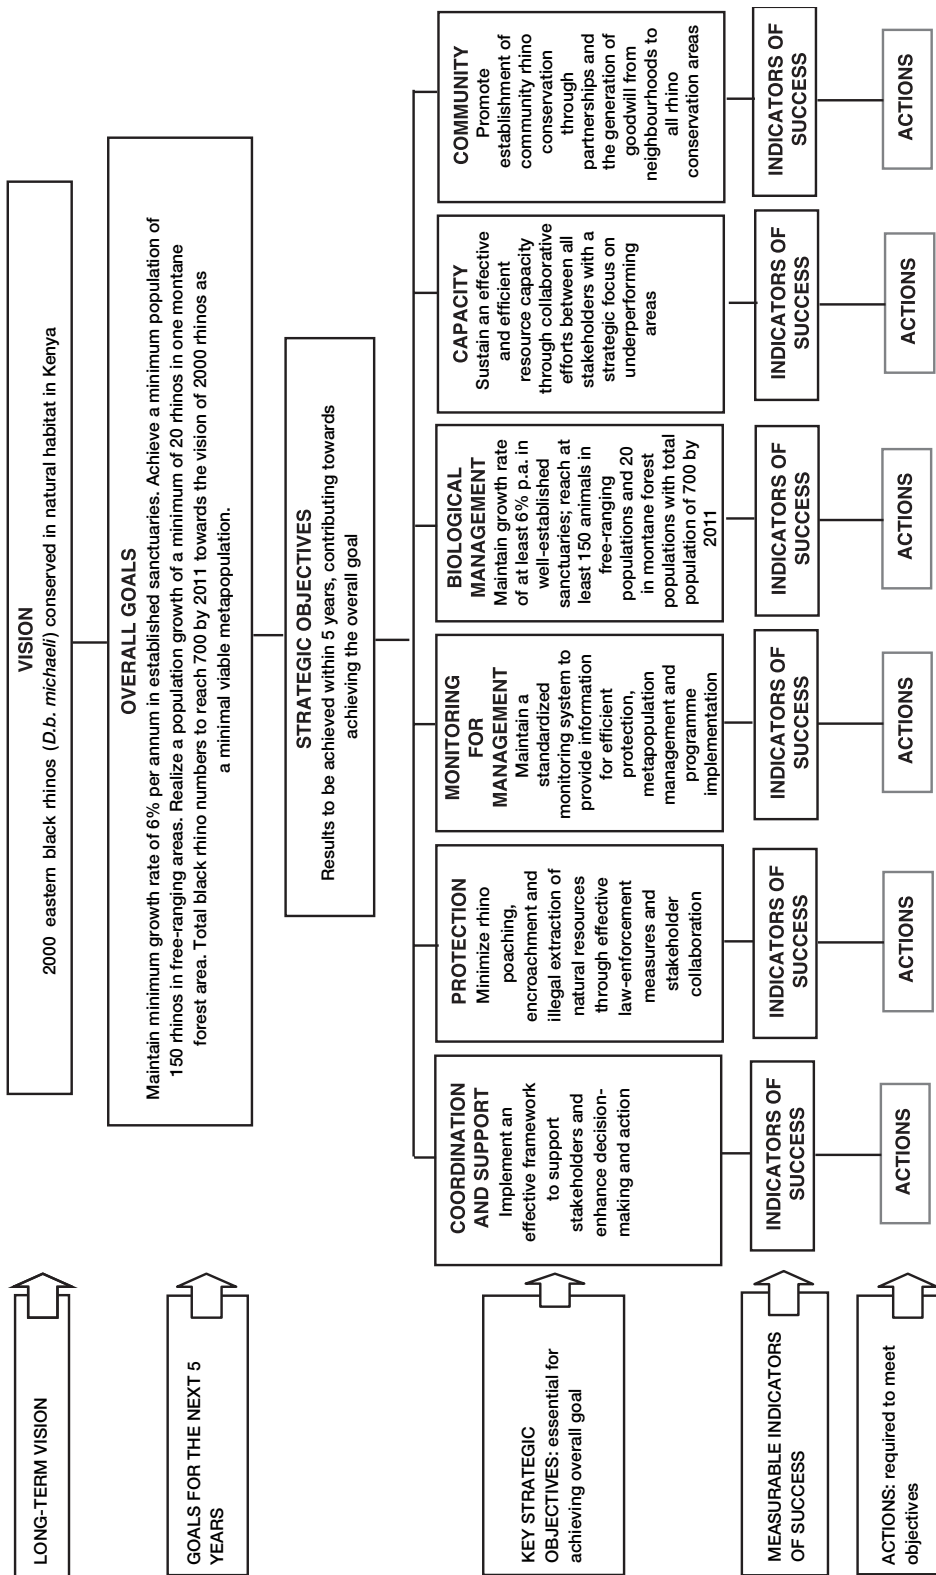 LONG-TERM VISION
VISION
2000 eastern black rhinos (D.b. michaeli) conserved in natural habitat in Kenya
GOALS FOR THE NEXT 5
YEARS
OVERALL GOALS
Maintain minimum growth rate of 6% per annum in established sanctuaries. Achieve a minimum population of
150 rhinos in free-ranging areas. Realize a population growth of a minimum of 20 rhinos in one montane
forest area. Total black rhino numbers to reach 700 by 2011 towards the vision of 2000 rhinos as
a minimal viable metapopulation.
STRATEGIC OBJECTIVES
Results to be achieved within 5 years, contributing towards
achieving the overall goal
KEY STRATEGIC
OBJECTIVES: essential for
achieving overall goal
COORDINATION
AND SUPPORT
Implement an
effective framework
to support
stakeholders and
enhance decision-
making and action
PROTECTION
Minimize rhino
poaching,
encroachment and
illegal extraction of
natural resources
through effective
law-enforcement
measures and
stakeholder
collaboration
MONITORING
FOR
MANAGEMENT
Maintain a
standardized
monitoring system to
provide information
for efficient
protection,
metapopulation
management and
programme
implementation
BIOLOGICAL
MANAGEMENT
Maintain growth rate
of at least 6% p.a. in
well-established
sanctuaries; reach at
least 150 animals in
free-ranging
populations and 20
in montane forest
populations with total
population of 700 by
2011
CAPACITY
Sustain an effective
and efficient
resource capacity
through collaborative
efforts between all
stakeholders with a
strategic focus on
underperforming
areas
COMMUNITY
Promote
establishment of
community rhino
conservation
through
partnerships and
the generation of
goodwill from
neighbourhoods to
all rhino
conservation areas
MEASURABLE INDICATORS
OF SUCCESS
INDICATORS OF
SUCCESS
INDICATORS OF
SUCCESS
INDICATORS OF
SUCCESS
INDICATORS OF
SUCCESS
INDICATORS OF
SUCCESS
INDICATORS OF
SUCCESS
ACTIONS: required to meet
objectives
ACTIONS
ACTIONS
ACTIONS
ACTIONS
ACTIONS
ACTIONS